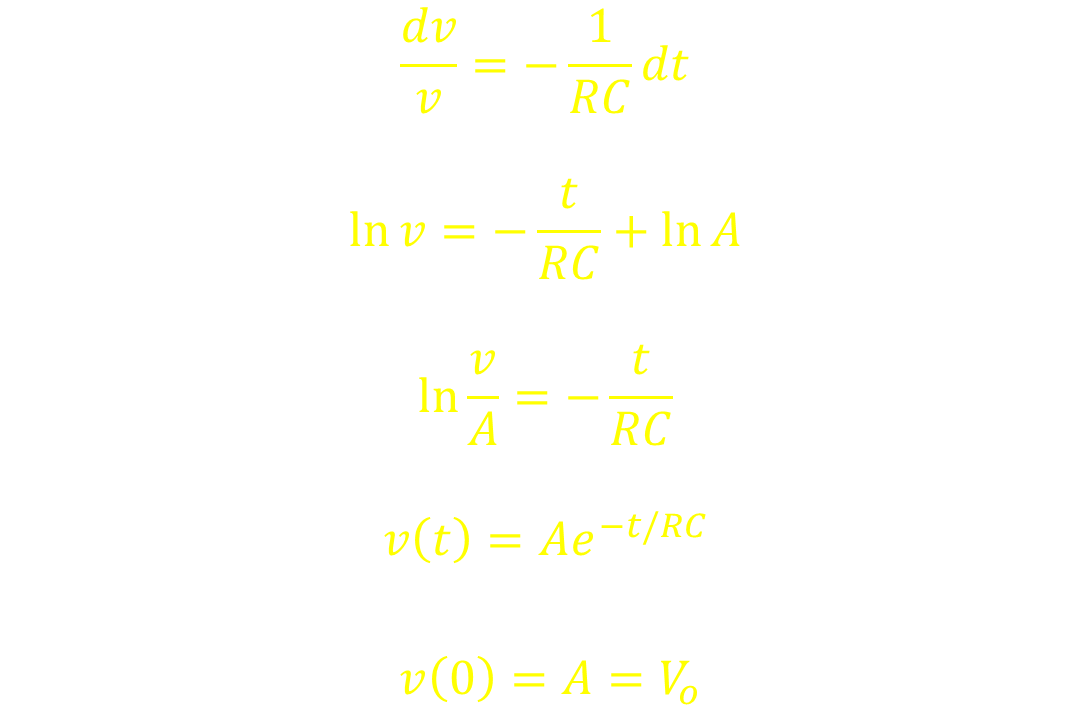 dv/v = −1/RC dt
ln v = −t/RC + ln A
ln v/A = −t/RC
v(t) = Ae^{−t/RC}
v(0) = A = V_o